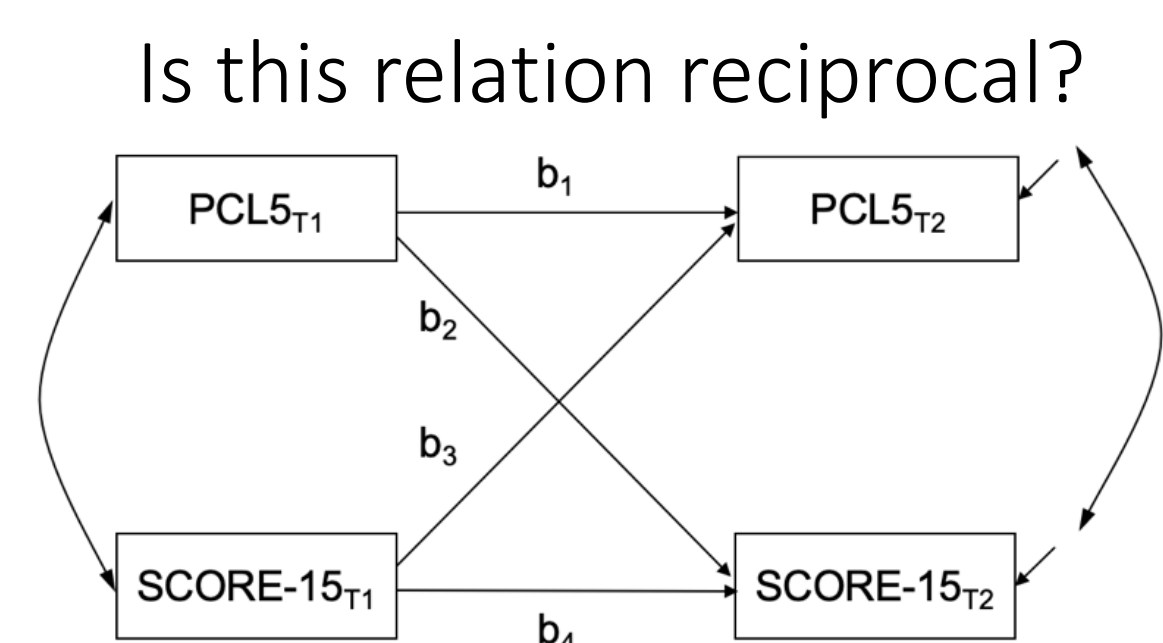 Is this relation reciprocal?
b₁
PCL5T1
PCL5T2
b₂
b₃
SCORE-15T1
SCORE-15T2
b₄